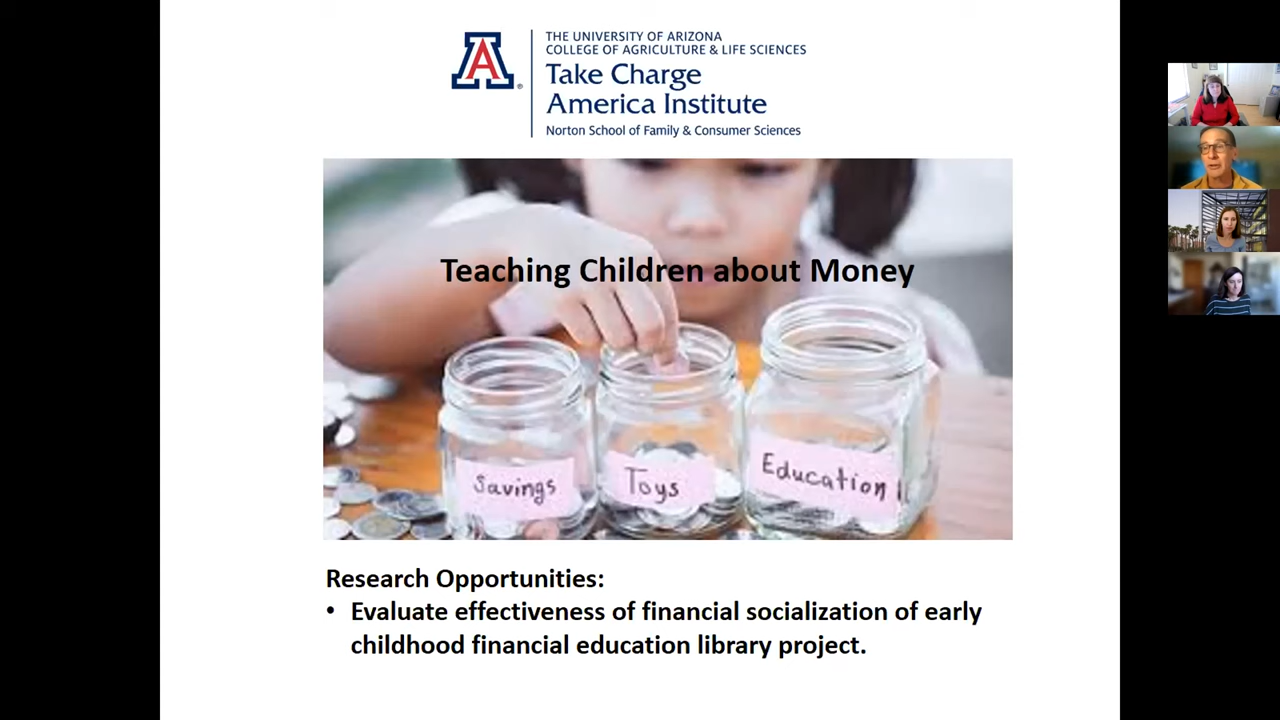 THE UNIVERSITY OF ARIZONA
COLLEGE OF AGRICULTURE & LIFE SCIENCES
Take Charge
America Institute
Norton School of Family & Consumer Sciences
A
Teaching Children about Money
Savings
Toys
Education
Research Opportunities:
• Evaluate effectiveness of financial socialization of early
childhood financial education library project.